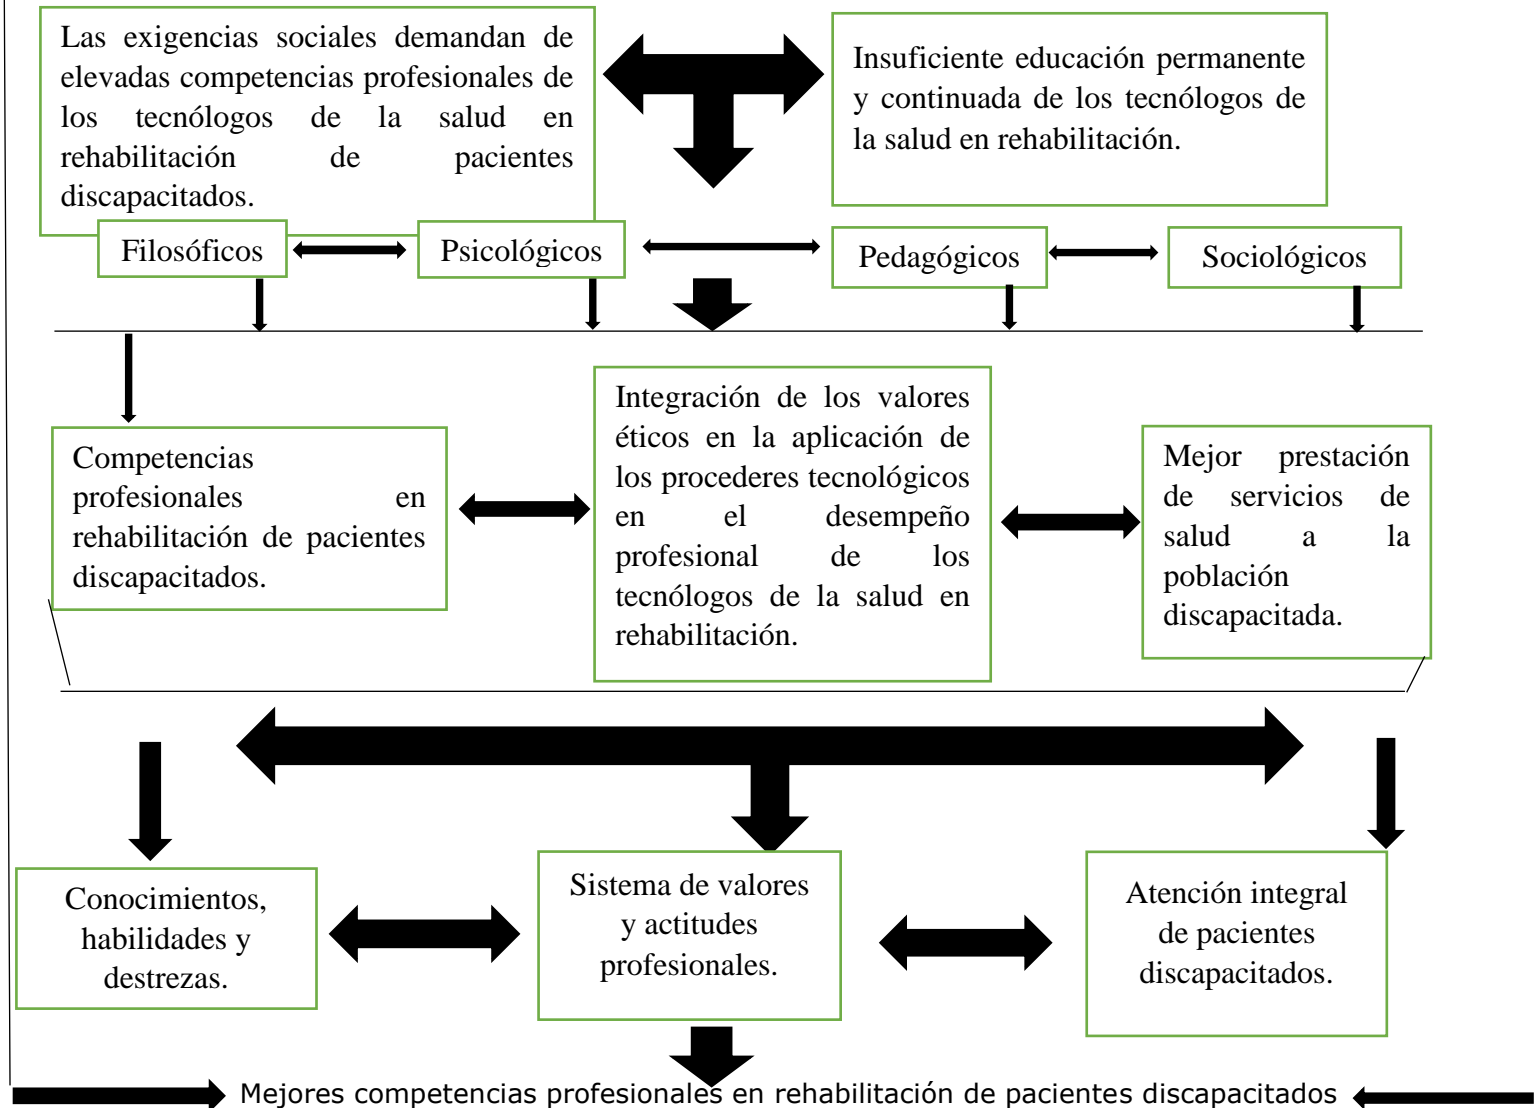 Las exigencias sociales demandan de
elevadas competencias profesionales de
los tecnólogos de la salud en
rehabilitación de pacientes
discapacitados.
Insuficiente educación permanente
y continuada de los tecnólogos de
la salud en rehabilitación.
Filosóficos
Psicológicos
Pedagógicos
Sociológicos
Competencias
profesionales en
rehabilitación de pacientes
discapacitados.
Integración de los valores
éticos en la aplicación de
los procederes tecnológicos
en el desempeño
profesional de los
tecnólogos de la salud en
rehabilitación.
Mejor prestación
de servicios de
salud a la
población
discapacitada.
Conocimientos,
habilidades y
destrezas.
Sistema de valores
y actitudes
profesionales.
Atención integral
de pacientes
discapacitados.
Mejores competencias profesionales en rehabilitación de pacientes discapacitados